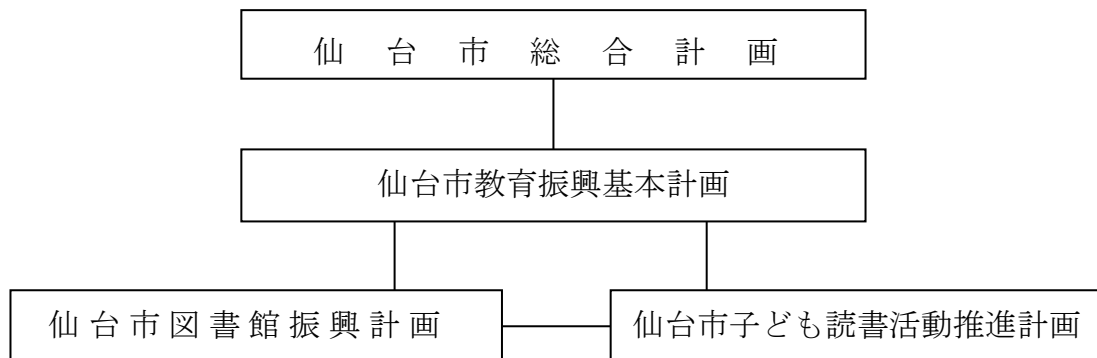 仙台市総合計画
仙台市教育振興基本計画
仙台市図書館振興計画
仙台市子ども読書活動推進計画